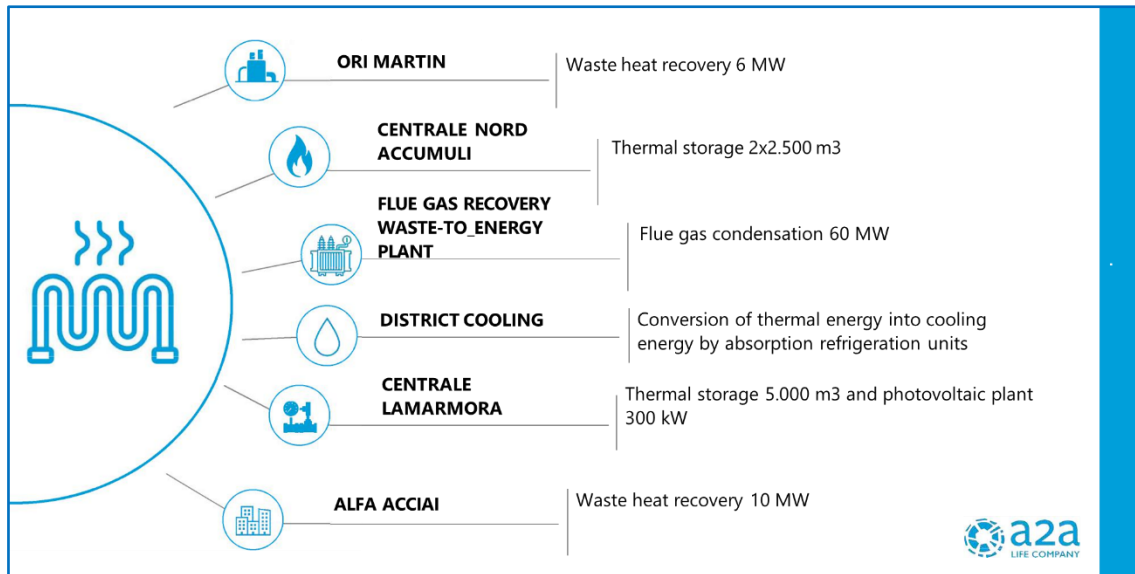 ORI MARTIN
Waste heat recovery 6 MW
CENTRALE NORD
ACCUMULI
Thermal storage 2x2.500 m3
FLUE GAS RECOVERY
WASTE-TO_ENERGY
PLANT
Flue gas condensation 60 MW
DISTRICT COOLING
Conversion of thermal energy into cooling
energy by absorption refrigeration units
CENTRALE
LAMARMORA
Thermal storage 5.000 m3 and photovoltaic plant
300 kW
ALFA ACCIAI
Waste heat recovery 10 MW
a2a
LIFE COMPANY